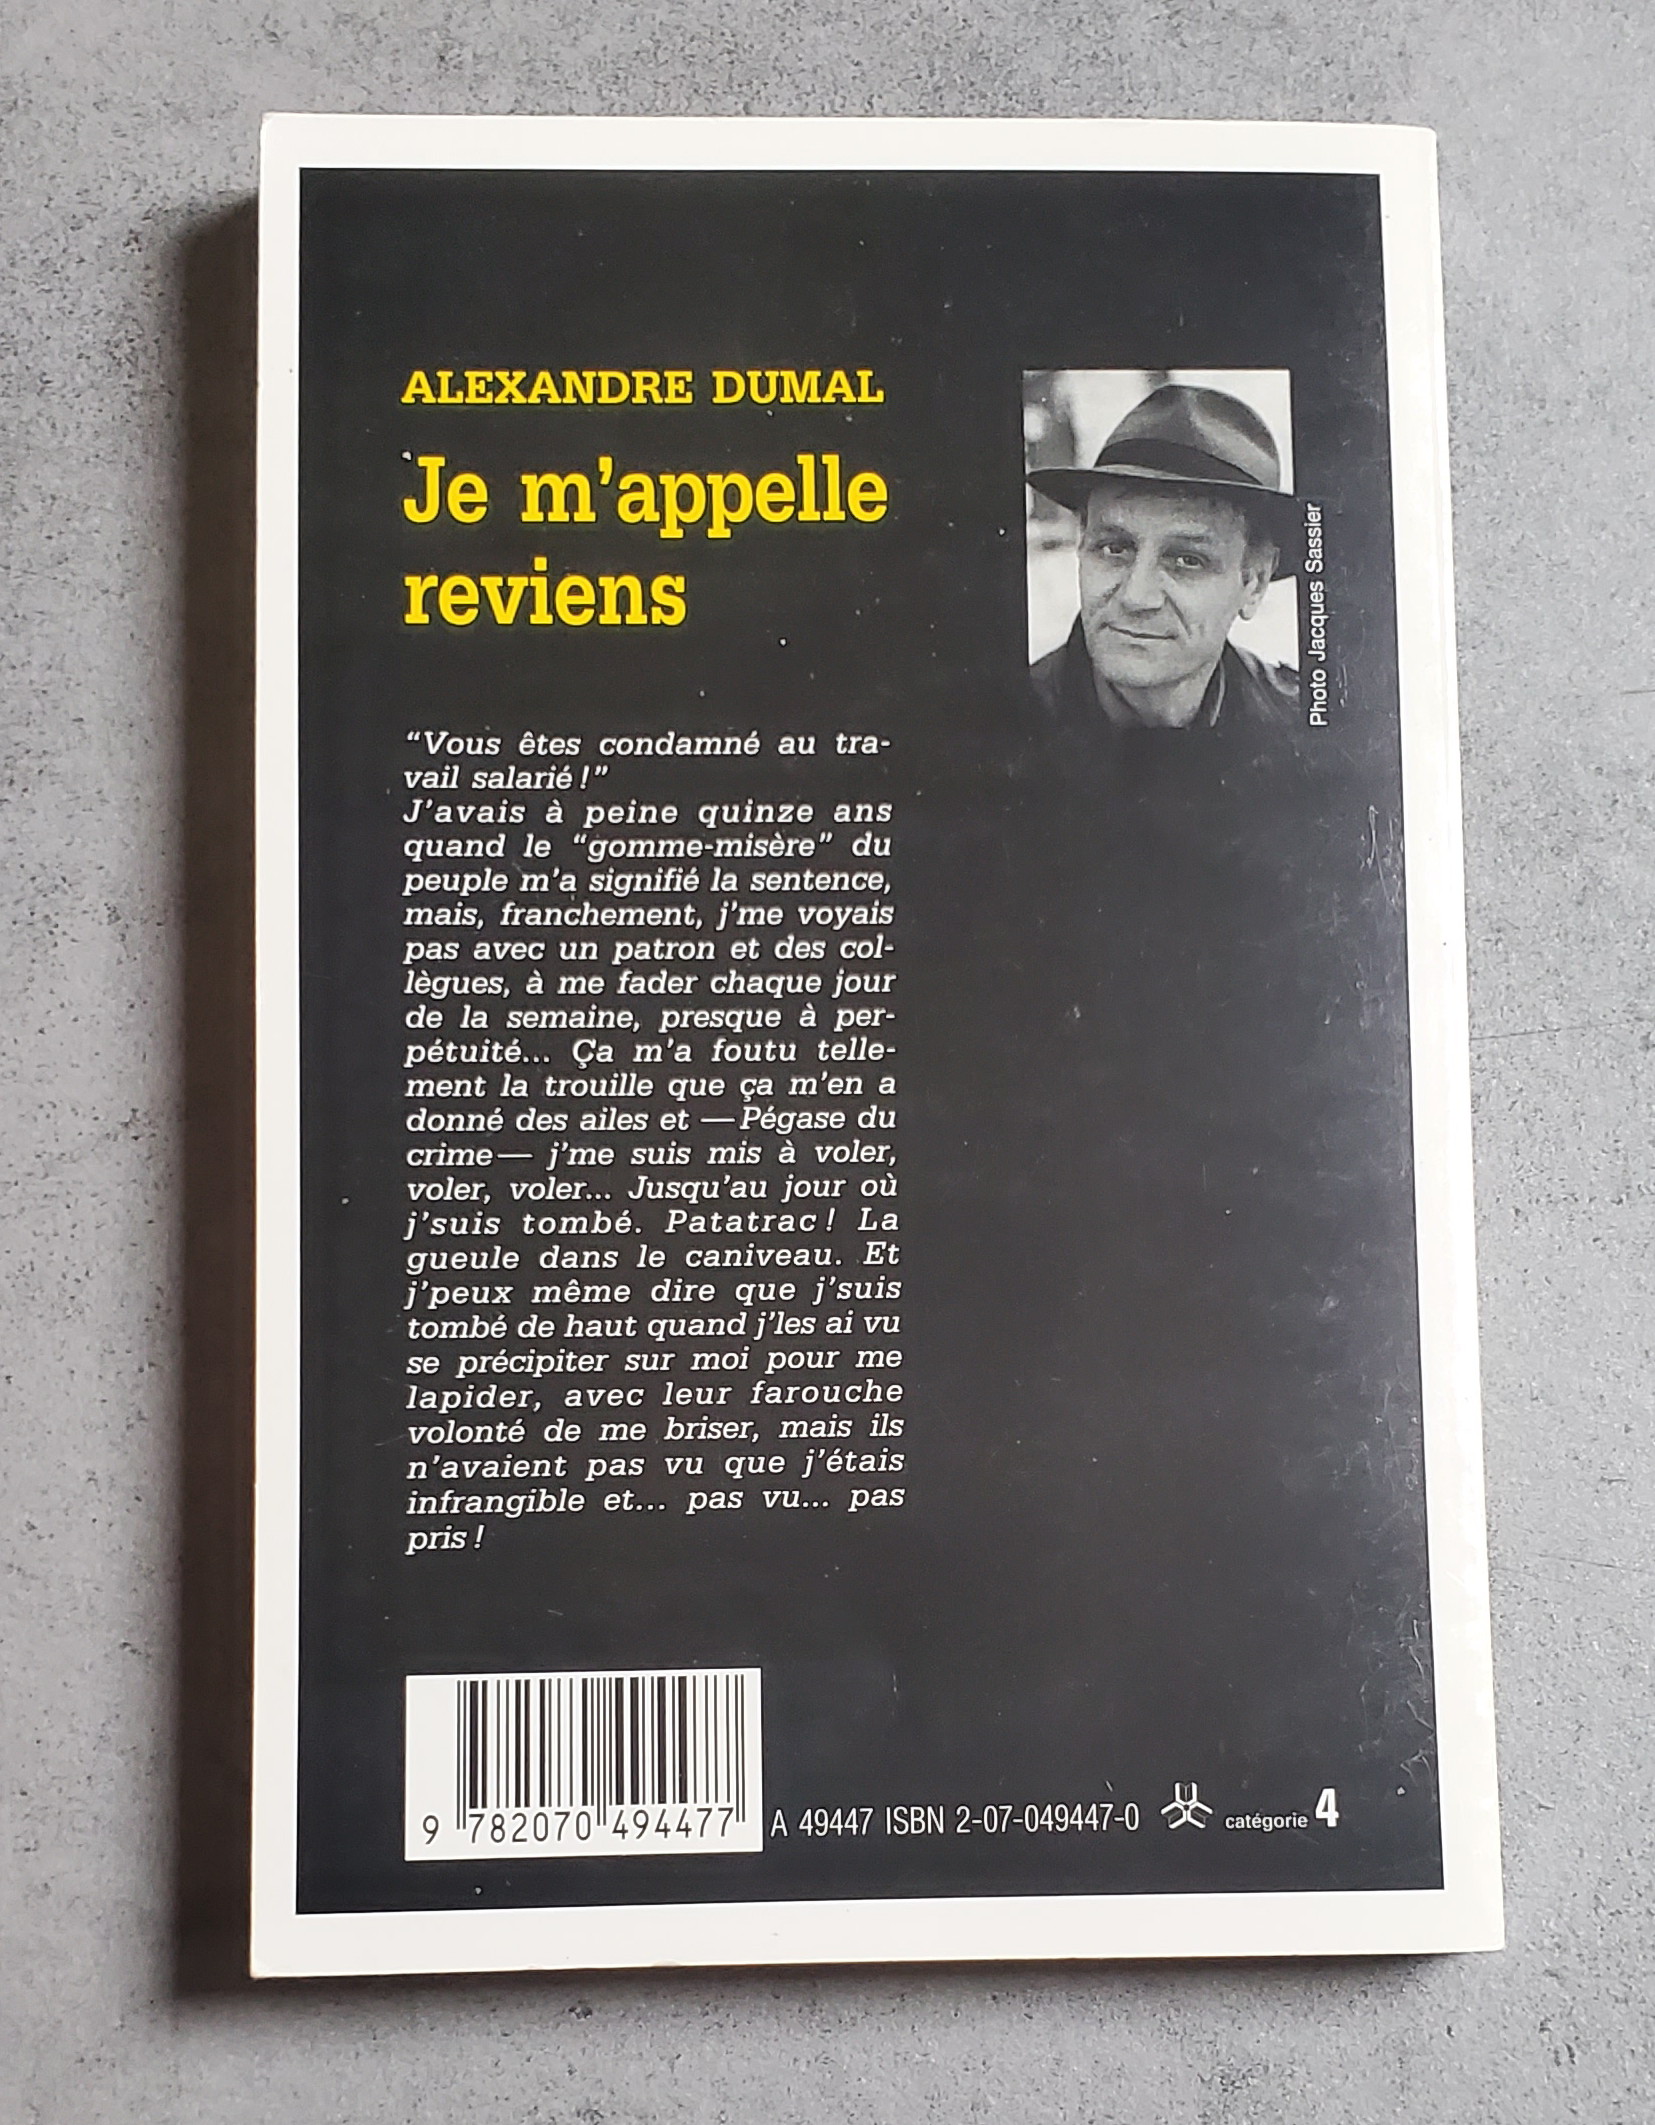 ALEXANDRE DUMAL
Je m'appelle
reviens
Photo Jacques Sassier
“Vous êtes condamné au tra-
vail salarié !”
J'avais à peine quinze ans
quand le “gomme-misère” du
peuple m'a signifié la sentence,
mais, franchement, j'me voyais
pas avec un patron et des col-
lègues, à me fader chaque jour
de la semaine, presque à per-
pétuité... Ça m'a foutu telle-
ment la trouille que ça m'en a
donné des ailes et —Pégase du
crime— j'me suis mis à voler,
voler, voler... Jusqu'au jour où
j'suis tombé. Patatrac ! La
gueule dans le caniveau. Et
j'peux même dire que j'suis
tombé de haut quand j'les ai vu
se précipiter sur moi pour me
lapider, avec leur farouche
volonté de me briser, mais ils
n'avaient pas vu que j'étais
infrangible et... pas vu... pas
pris !
9 782070 494477
A 49447 ISBN 2-07-049447-0
catégorie 4